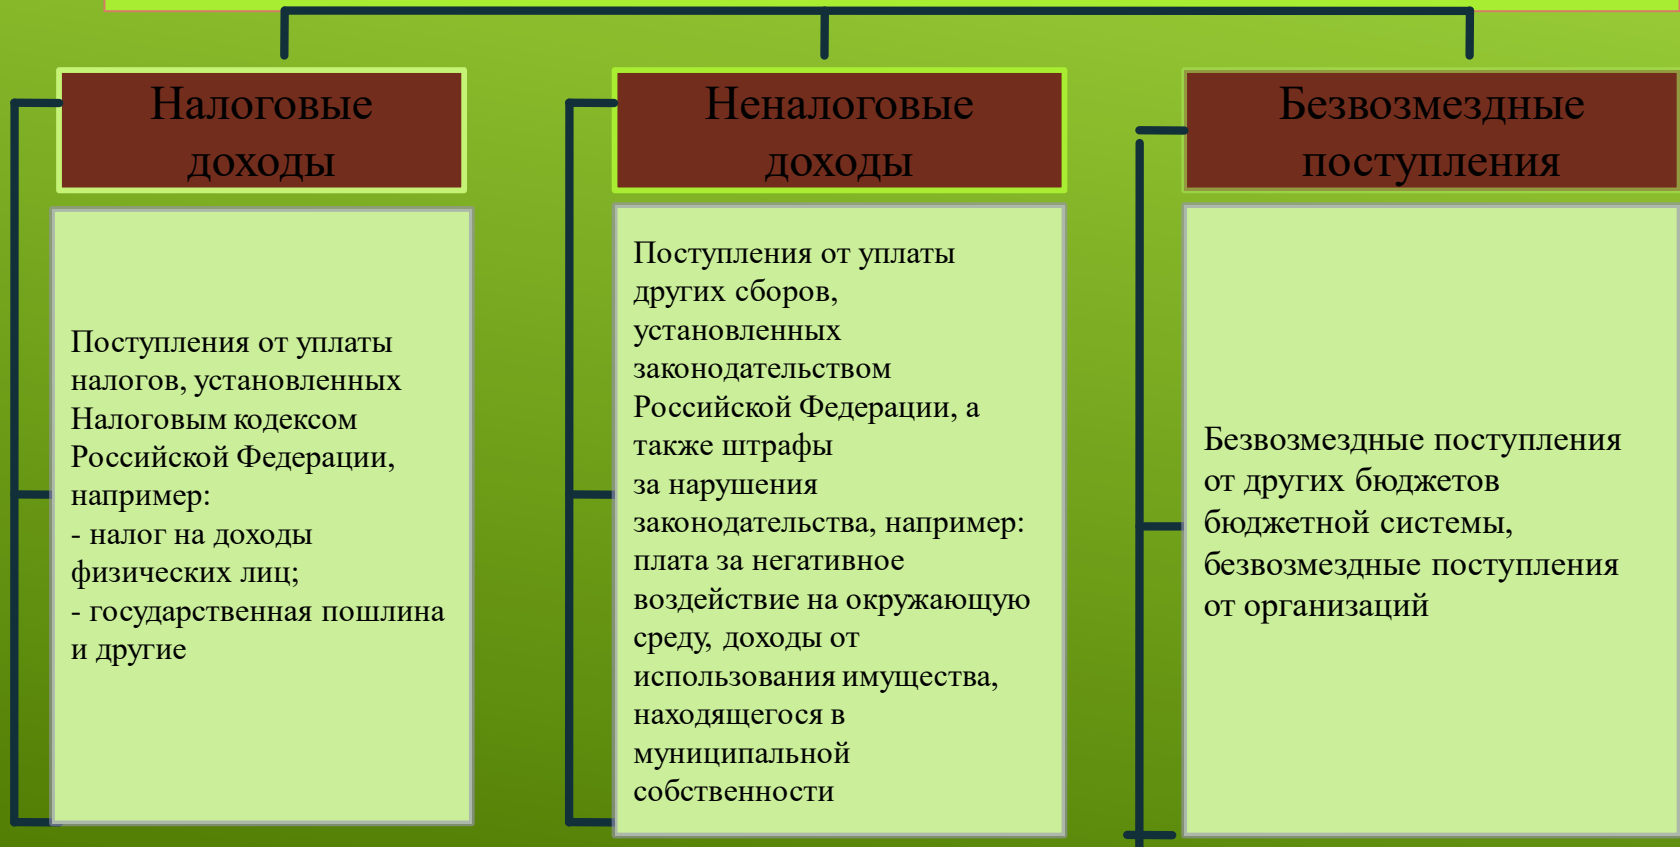 Налоговые
доходы
Поступления от уплаты
налогов, установленных
Налоговым кодексом
Российской Федерации,
например:
- налог на доходы
физических лиц;
- государственная пошлина
и другие
Неналоговые
доходы
Поступления от уплаты
других сборов,
установленных
законодательством
Российской Федерации, а
также штрафы
за нарушения
законодательства, например:
плата за негативное
воздействие на окружающую
среду, доходы от
использования имущества,
находящегося в
муниципальной
собственности
Безвозмездные
поступления
Безвозмездные поступления
от других бюджетов
бюджетной системы,
безвозмездные поступления
от организаций